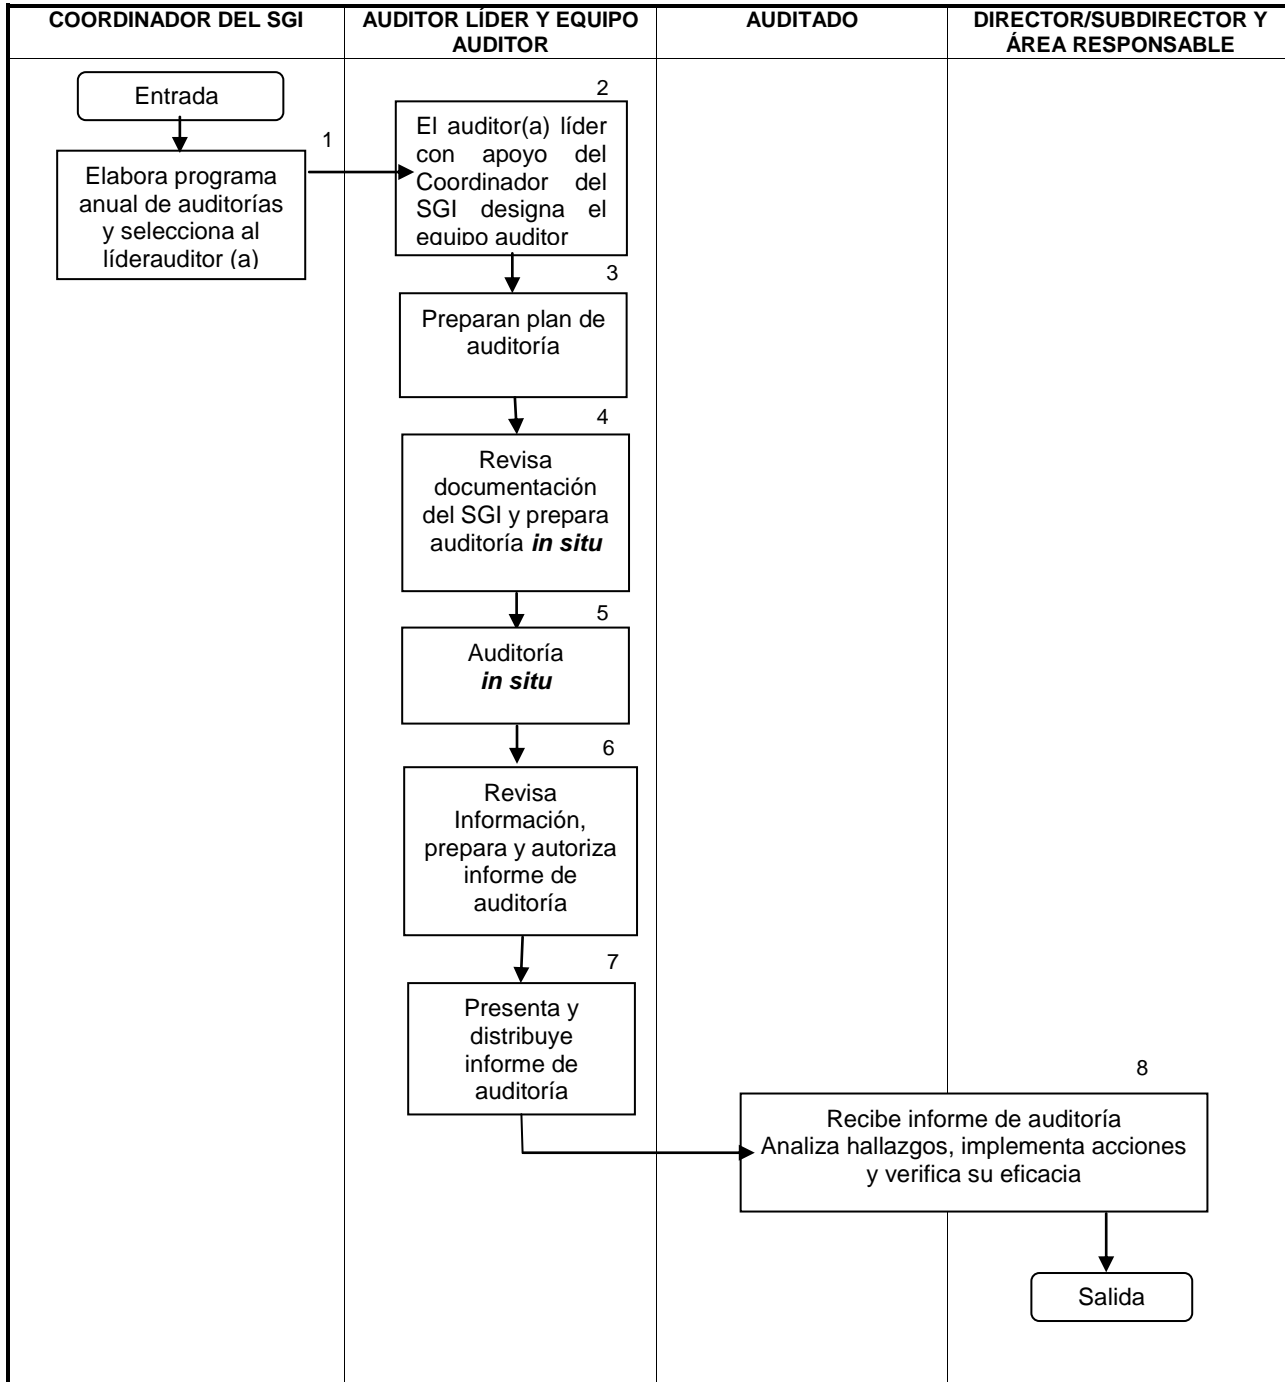 COORDINADOR DEL SGI
AUDITOR LÍDER Y EQUIPO
AUDITOR
AUDITADO
DIRECTOR/SUBDIRECTOR Y
ÁREA RESPONSABLE
Entrada
1
Elabora programa
anual de auditorías
y selecciona al
líderauditor (a)
2
El auditor(a) líder
con apoyo del
Coordinador del
SGI designa el
equipo auditor
3
Preparan plan de
auditoría
4
Revisa
documentación
del SGI y prepara
auditoría in situ
5
Auditoría
in situ
6
Revisa
Información,
prepara y autoriza
informe de
auditoría
7
Presenta y
distribuye
informe de
auditoría
8
Recibe informe de auditoría
Analiza hallazgos, implementa acciones
y verifica su eficacia
Salida